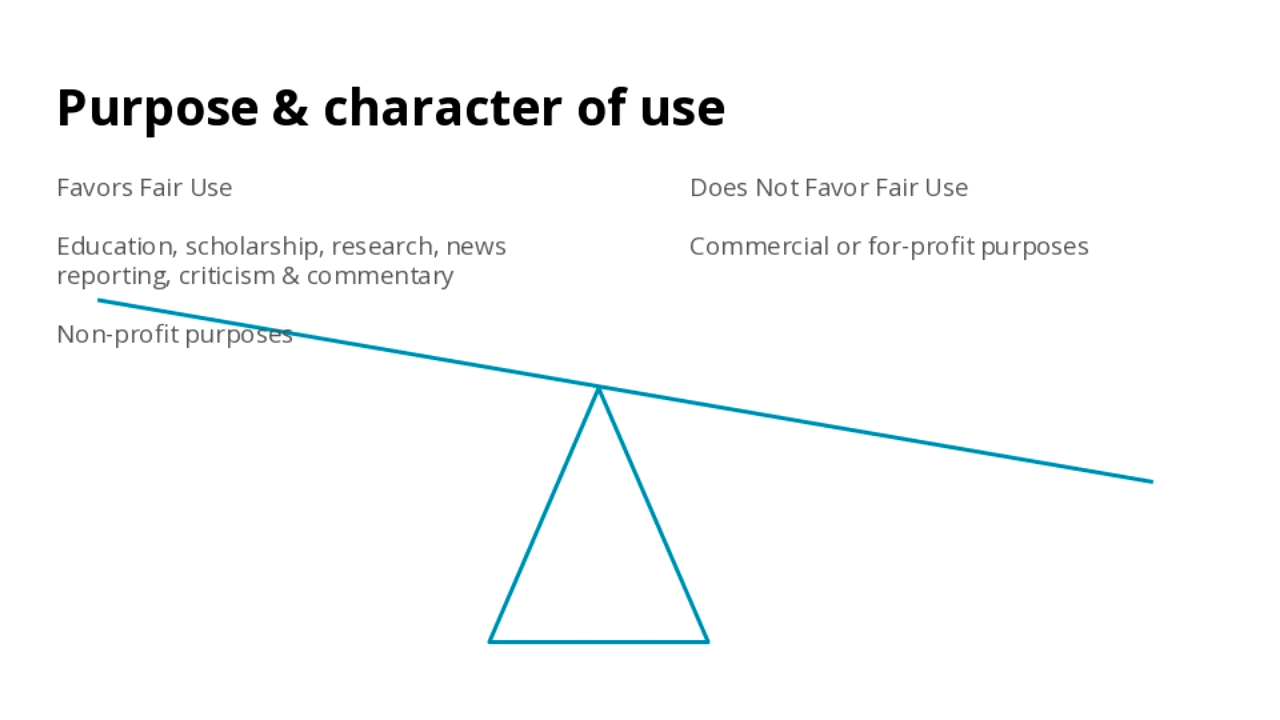 Purpose & character of use
Favors Fair Use
Education, scholarship, research, news
reporting, criticism & commentary
Non-profit purposes
Does Not Favor Fair Use
Commercial or for-profit purposes